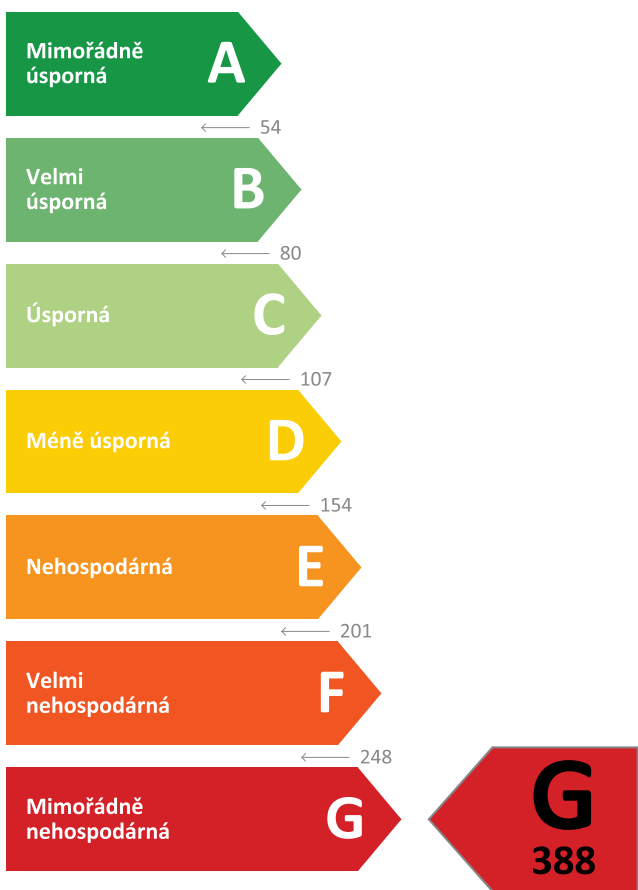 Mimořádně
úsporná
A
54
Velmi
úsporná
B
80
Úsporná
C
107
Méně úsporná
D
154
Nehospodárná
E
201
Velmi
nehospodárná
F
248
Mimořádně
nehospodárná
G
G
388